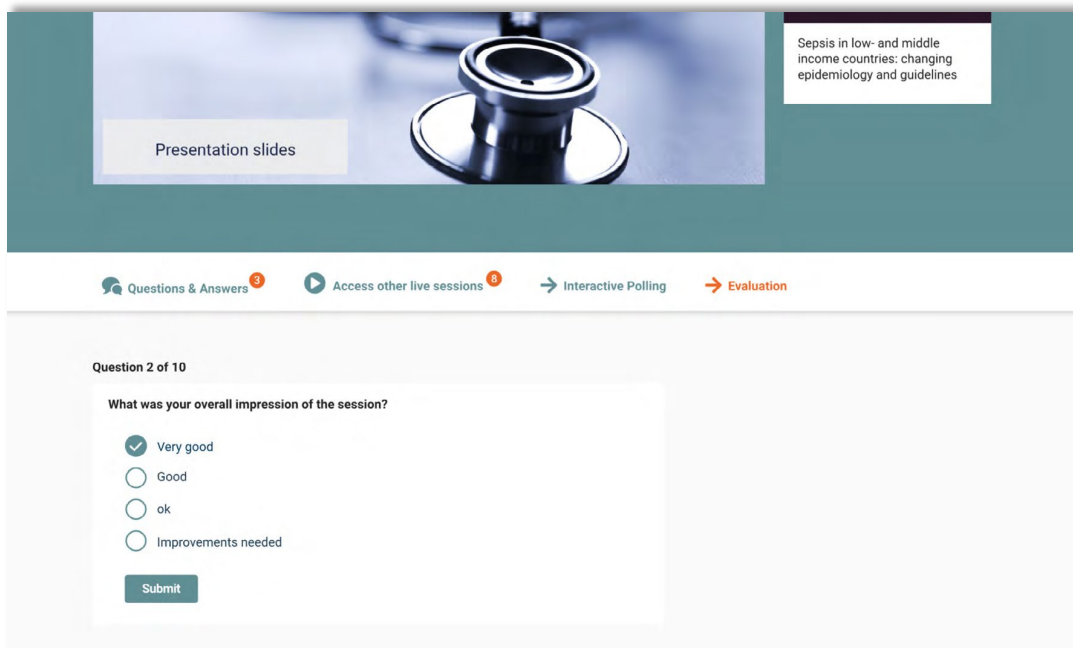 Sepsis in low- and middle
income countries: changing
epidemiology and guidelines
Presentation slides
Questions & Answers 3
Access other live sessions 8
Interactive Polling
Evaluation
Question 2 of 10
What was your overall impression of the session?
Very good
Good
ok
Improvements needed
Submit